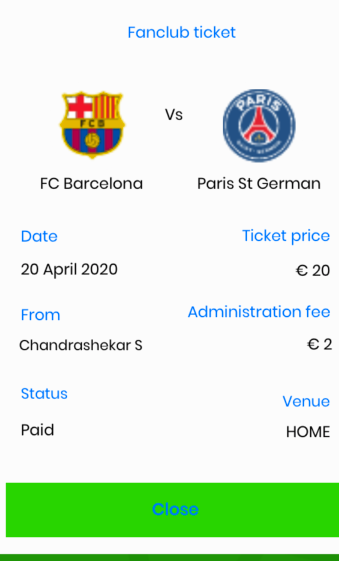 Fanclub ticket
FCB
Vs
PARIS
SAINT-GERMAIN
FC Barcelona
Paris St German
Date
Ticket price
20 April 2020
€ 20
From
Administration fee
Chandrashekar S
€ 2
Status
Venue
Paid
HOME
Close